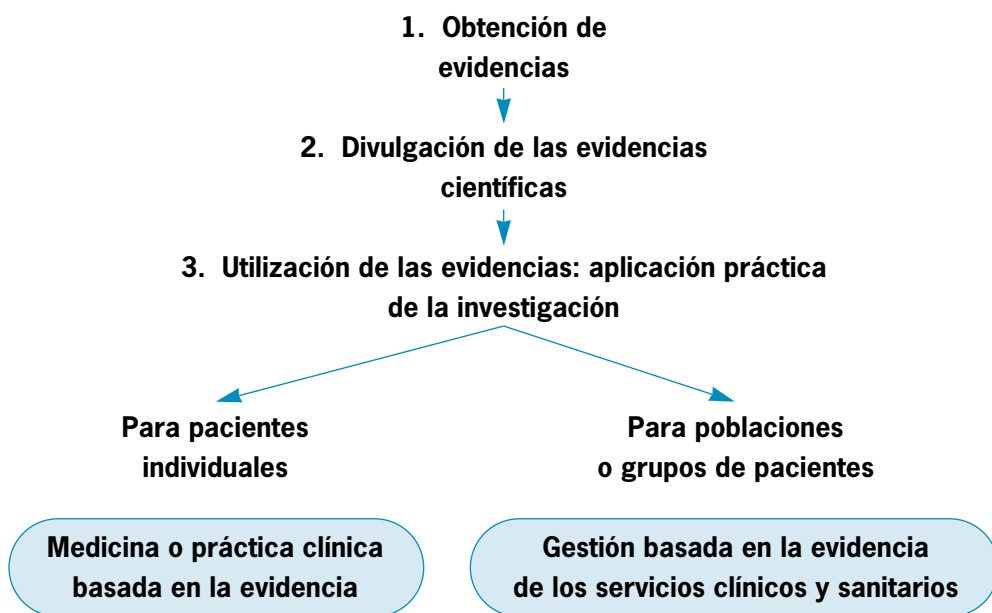 1. Obtención de
evidencias
2. Divulgación de las evidencias
científicas
3. Utilización de las evidencias: aplicación práctica
de la investigación
Para pacientes
individuales
Para poblaciones
o grupos de pacientes
Medicina o práctica clínica
basada en la evidencia
Gestión basada en la evidencia
de los servicios clínicos y sanitarios